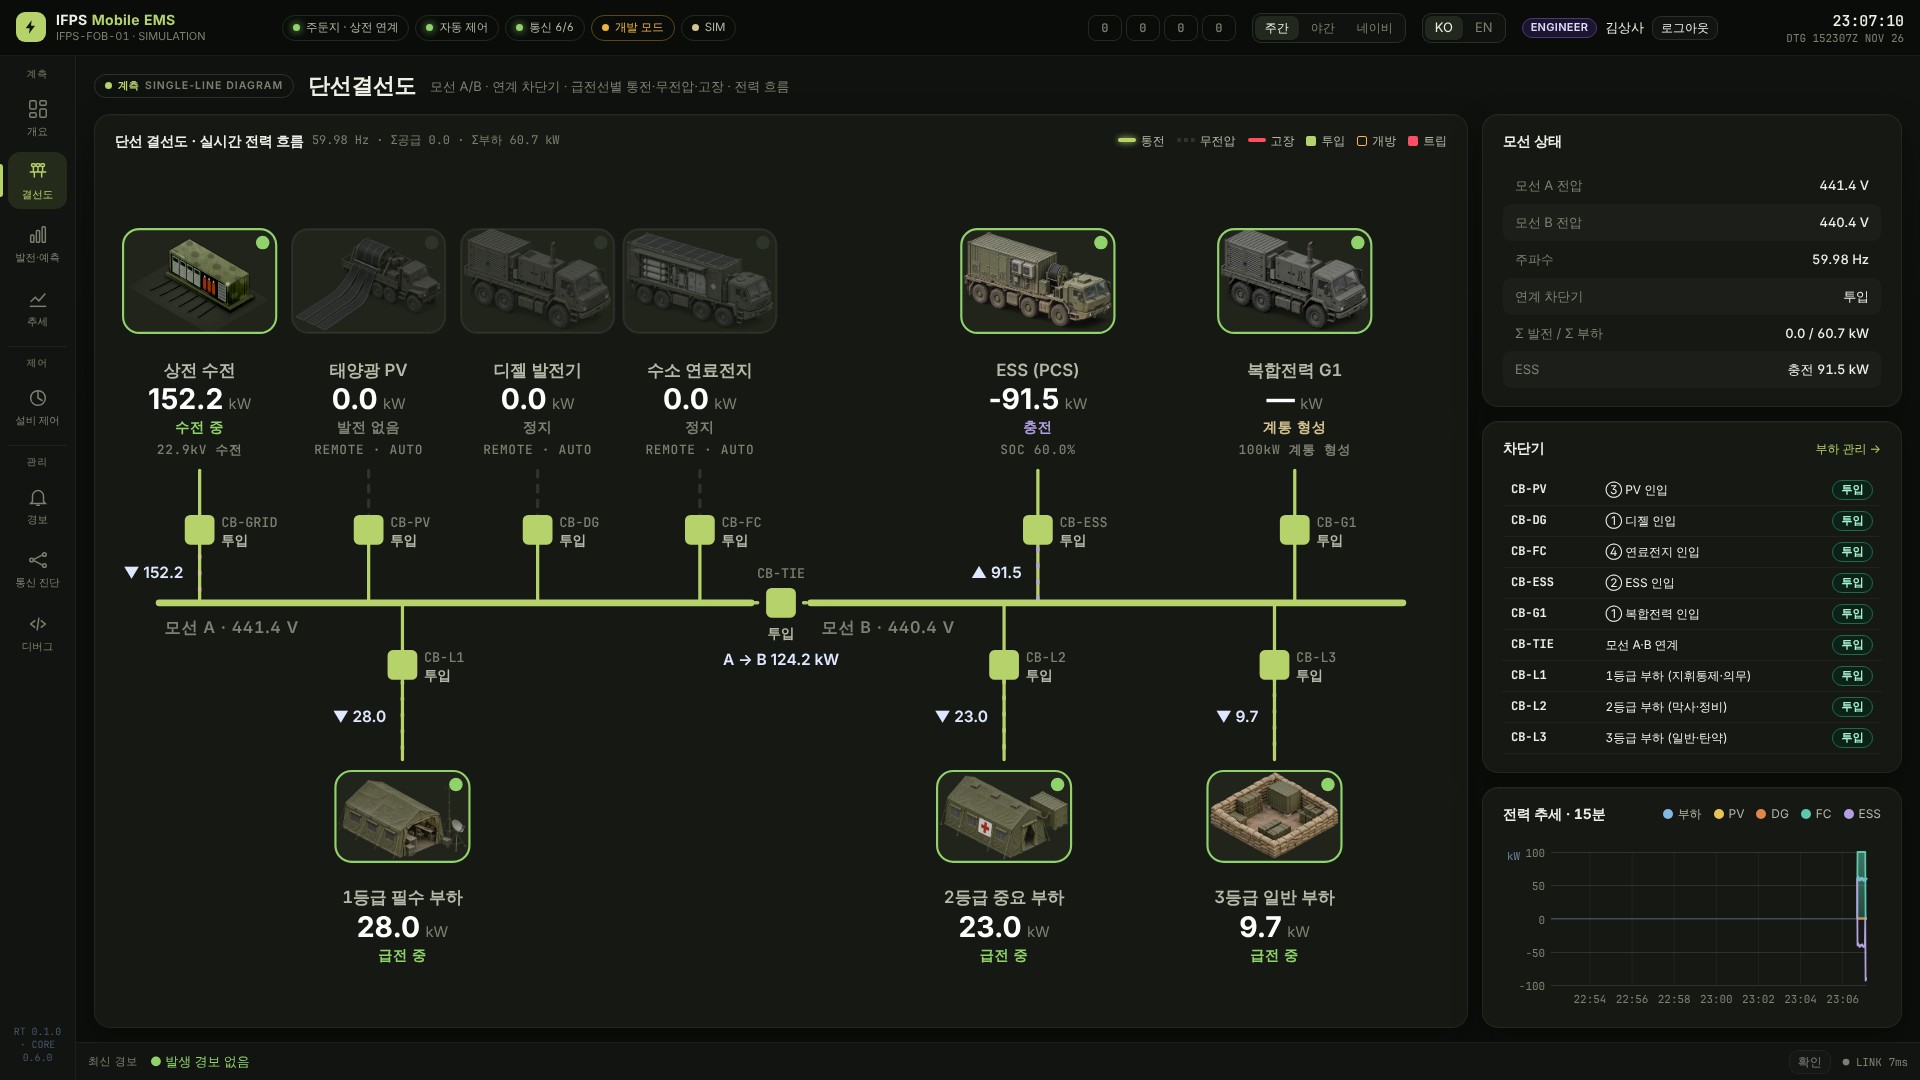 IFPS Mobile EMS
IFPS-FOB-01 · SIMULATION
주둔지 · 상전 연계
자동 제어
통신 6/6
개발 모드
SIM
0 0 0 0
주간 야간 네이비
KO EN
ENGINEER 김상사 로그아웃
23:07:10
DTG 152307Z NOV 26
계측
개요
결선도
발전·예측
추세
제어
설비 제어
관리
경보
통신 진단
디버그
RT 0.1.0
· CORE
0.6.0
계측 SINGLE-LINE DIAGRAM
단선결선도
모선 A/B · 연계 차단기 · 급전선별 통전·무전압·고장 · 전력 흐름
단선 결선도 · 실시간 전력 흐름 59.98 Hz · Σ공급 0.0 · Σ부하 60.7 kW
통전 무전압 고장 투입 개방 트립
상전 수전
152.2 kW
수전 중
22.9kV 수전
태양광 PV
0.0 kW
발전 없음
REMOTE · AUTO
디젤 발전기
0.0 kW
정지
REMOTE · AUTO
수소 연료전지
0.0 kW
정지
REMOTE · AUTO
ESS (PCS)
-91.5 kW
충전
SOC 60.0%
복합전력 G1
— kW
계통 형성
100kW 계통 형성
CB-GRID
투입
CB-PV
투입
CB-DG
투입
CB-FC
투입
CB-ESS
투입
CB-G1
투입
▼ 152.2
▲ 91.5
CB-TIE
투입
A → B 124.2 kW
모선 A · 441.4 V
모선 B · 440.4 V
CB-L1
투입
CB-L2
투입
CB-L3
투입
▼ 28.0
▼ 23.0
▼ 9.7
1등급 필수 부하
28.0 kW
급전 중
2등급 중요 부하
23.0 kW
급전 중
3등급 일반 부하
9.7 kW
급전 중
모선 상태
모선 A 전압 441.4 V
모선 B 전압 440.4 V
주파수 59.98 Hz
연계 차단기 투입
Σ 발전 / Σ 부하 0.0 / 60.7 kW
ESS 충전 91.5 kW
차단기 부하 관리 →
CB-PV ③ PV 인입 투입
CB-DG ① 디젤 인입 투입
CB-FC ④ 연료전지 인입 투입
CB-ESS ② ESS 인입 투입
CB-G1 ① 복합전력 인입 투입
CB-TIE 모선 A·B 연계 투입
CB-L1 1등급 부하 (지휘통제·의무) 투입
CB-L2 2등급 부하 (막사·정비) 투입
CB-L3 3등급 부하 (일반·탄약) 투입
전력 추세 · 15분
부하 PV DG FC ESS
kW 100
50
0
-50
-100
22:54 22:56 22:58 23:00 23:02 23:04 23:06
최신 경보 발생 경보 없음
확인 LINK 7ms